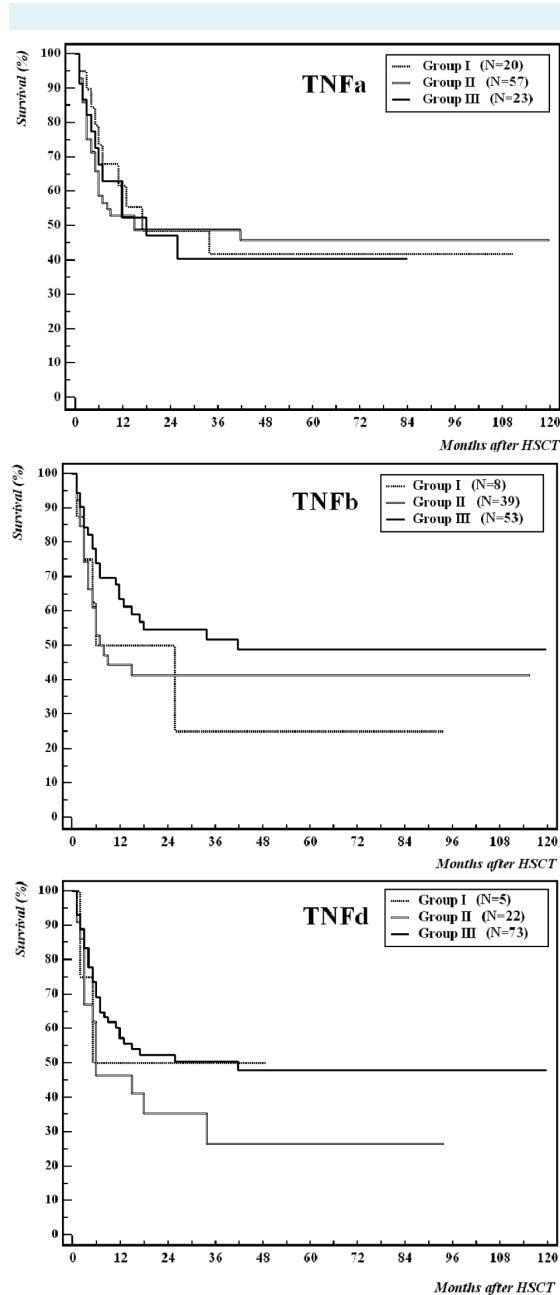 Survival (%)
TNFa
Group I (N=20)
Group II (N=57)
Group III (N=23)
100
90
80
70
60
50
40
30
20
10
0
0 12 24 36 48 60 72 84 96 108 120
Months after HSCT
Survival (%)
TNFb
Group I (N=8)
Group II (N=39)
Group III (N=53)
100
90
80
70
60
50
40
30
20
10
0
0 12 24 36 48 60 72 84 96 108 120
Months after HSCT
Survival (%)
TNFd
Group I (N=5)
Group II (N=22)
Group III (N=73)
100
90
80
70
60
50
40
30
20
10
0
0 12 24 36 48 60 72 84 96 108 120
Months after HSCT